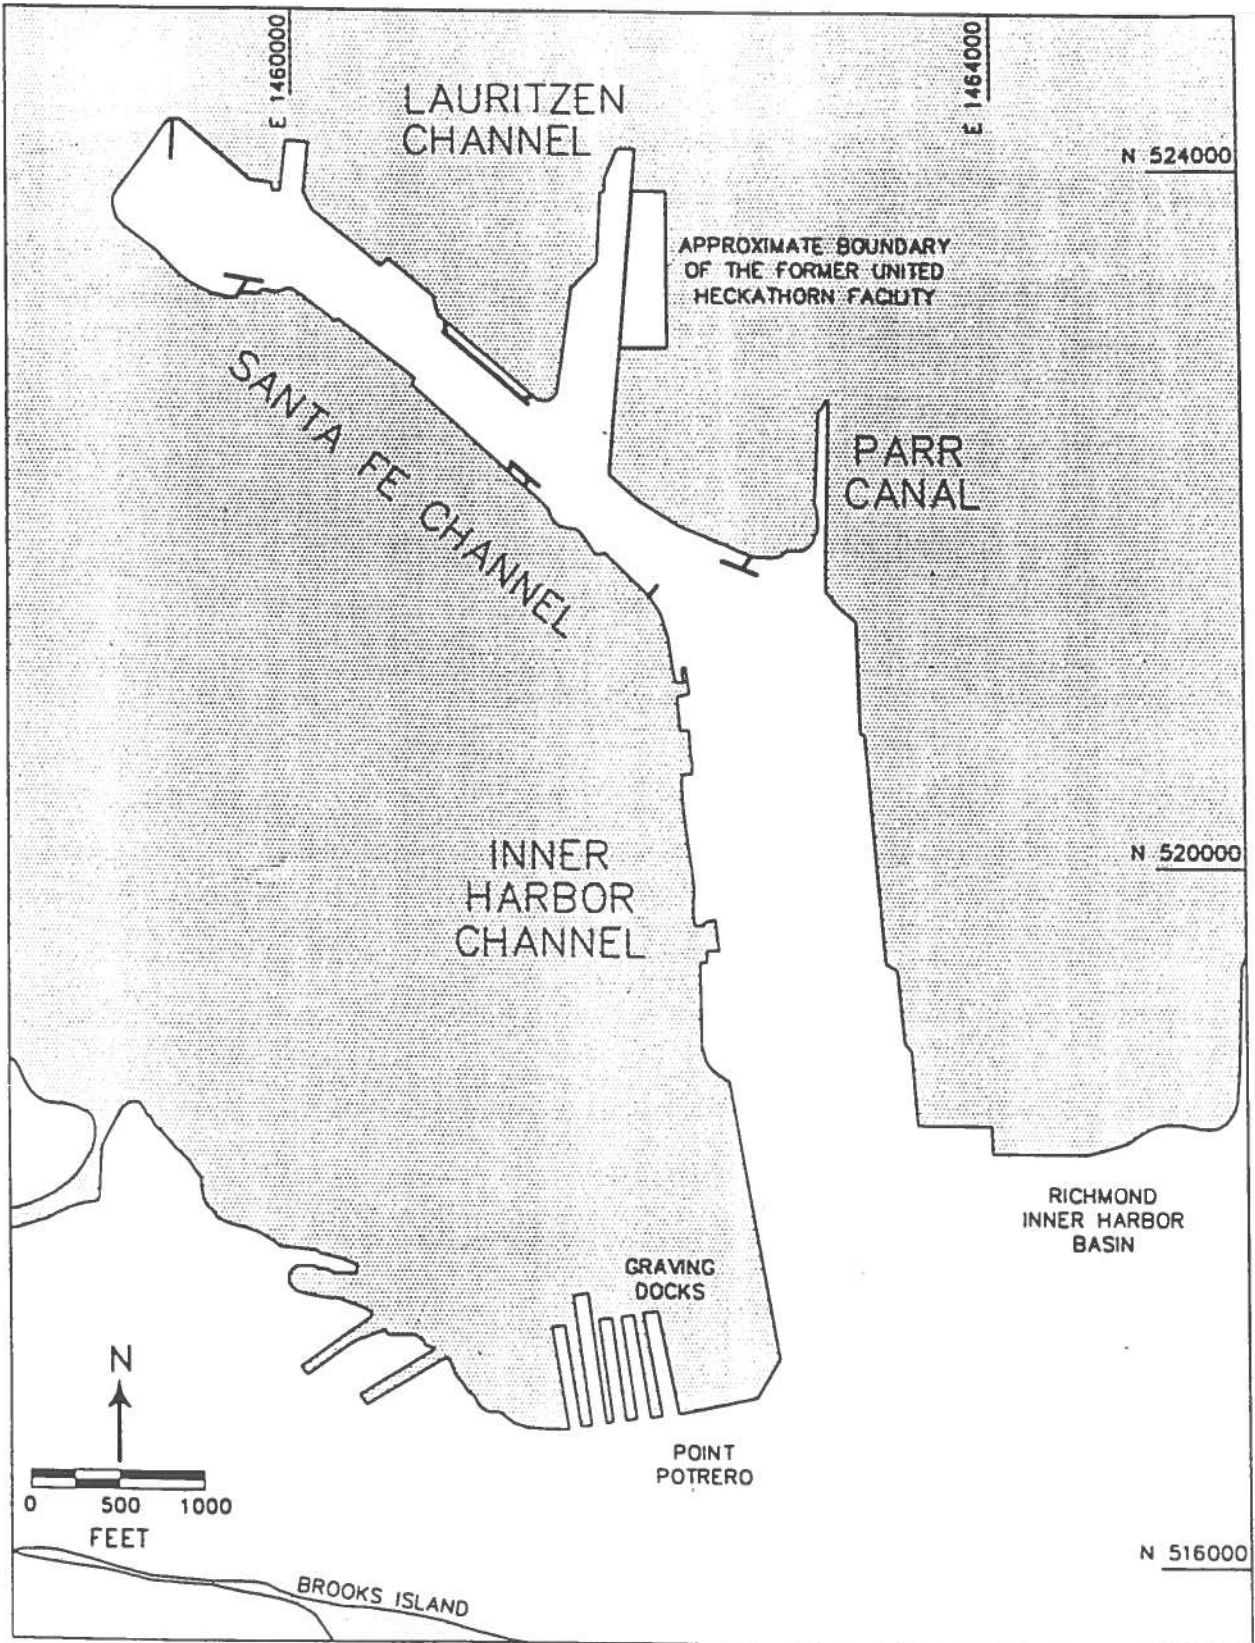 E 1460000
E 1464000
LAURITZEN
CHANNEL
N 524000
APPROXIMATE BOUNDARY
OF THE FORMER UNITED
HECKATHORN FACILITY
SANTA FE CHANNEL
PARR
CANAL
INNER
HARBOR
CHANNEL
N 520000
RICHMOND
INNER HARBOR
BASIN
GRAVING
DOCKS
N
POINT
POTRERO
0 500 1000
FEET
N 516000
BROOKS ISLAND